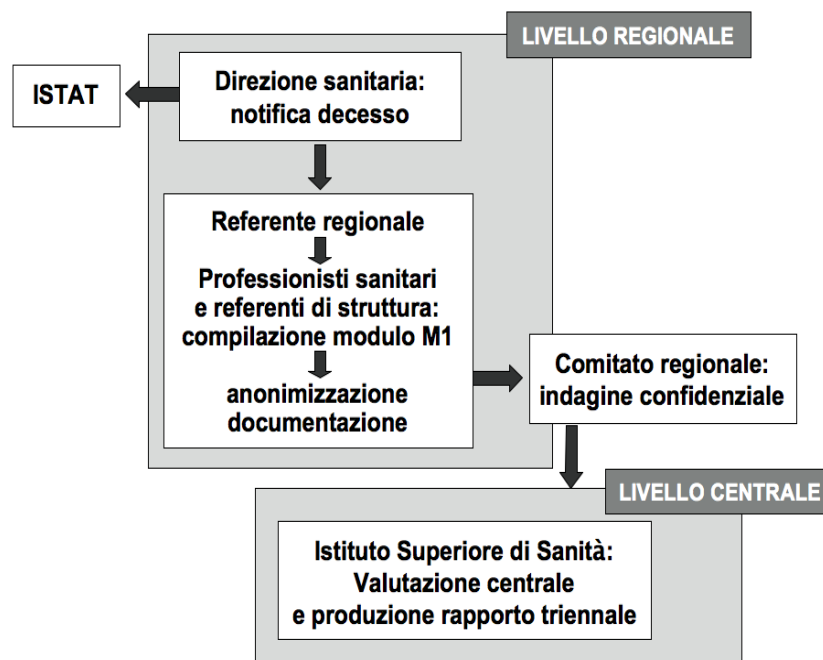 LIVELLO REGIONALE
ISTAT
Direzione sanitaria:
notifica decesso
Referente regionale
Professionisti sanitari
e referenti di struttura:
compilazione modulo M1
anonimizzazione
documentazione
Comitato regionale:
indagine confidenziale
LIVELLO CENTRALE
Istituto Superiore di Sanità:
Valutazione centrale
e produzione rapporto triennale